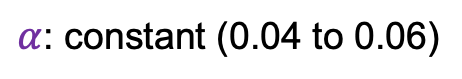 α: constant (0.04 to 0.06)